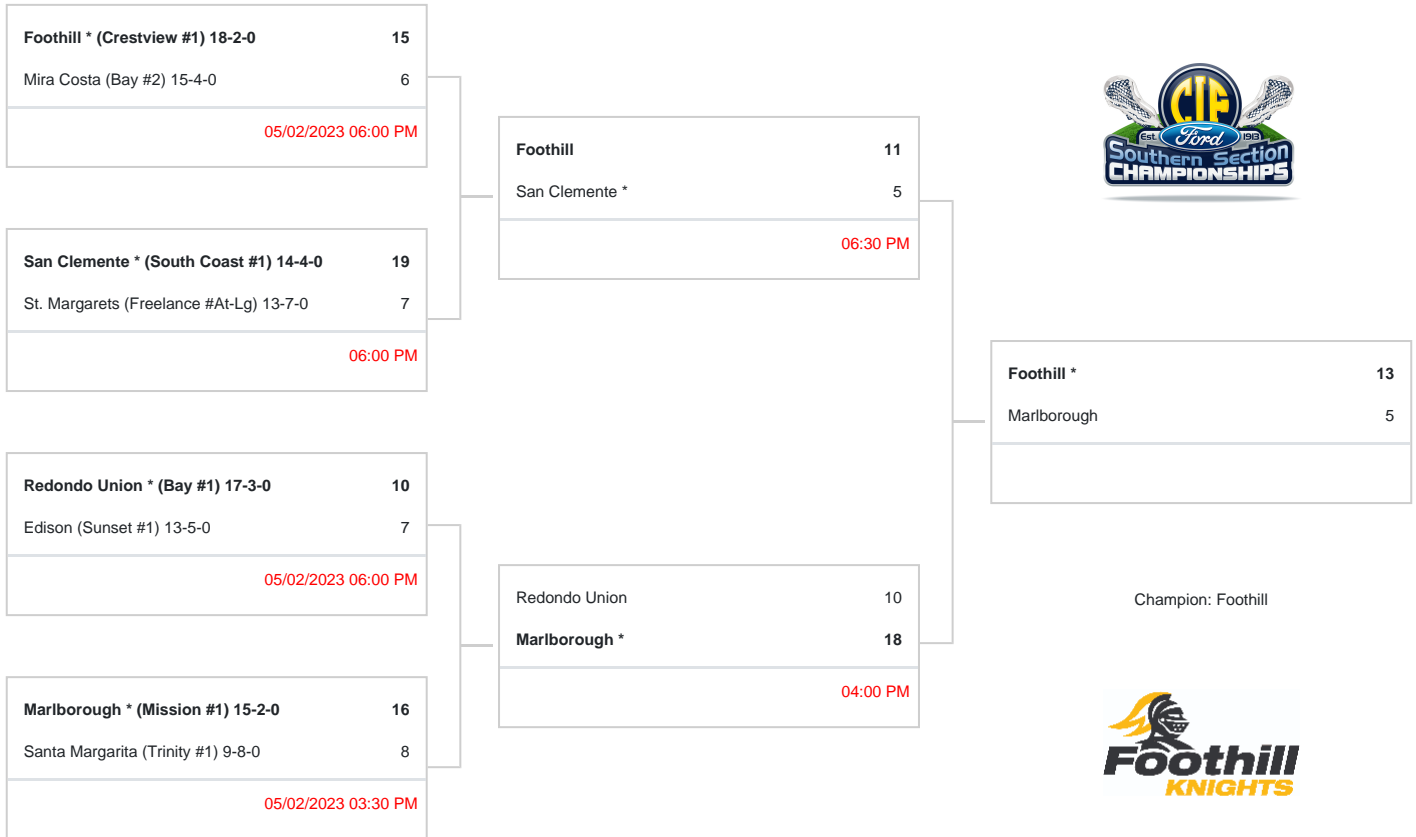 Foothill * (Crestview #1) 18-2-0 15
Mira Costa (Bay #2) 15-4-0 6
05/02/2023 06:00 PM
San Clemente * (South Coast #1) 14-4-0 19
St. Margarets (Freelance #At-Lg) 13-7-0 7
06:00 PM
Redondo Union * (Bay #1) 17-3-0 10
Edison (Sunset #1) 13-5-0 7
05/02/2023 06:00 PM
Marlborough * (Mission #1) 15-2-0 16
Santa Margarita (Trinity #1) 9-8-0 8
05/02/2023 03:30 PM
Foothill 11
San Clemente * 5
06:30 PM
Redondo Union 10
Marlborough * 18
04:00 PM
CIF
Est. Ford 1913
Southern Section
CHAMPIONSHIPS
Foothill * 13
Marlborough 5
Champion: Foothill
Foothill
KNIGHTS